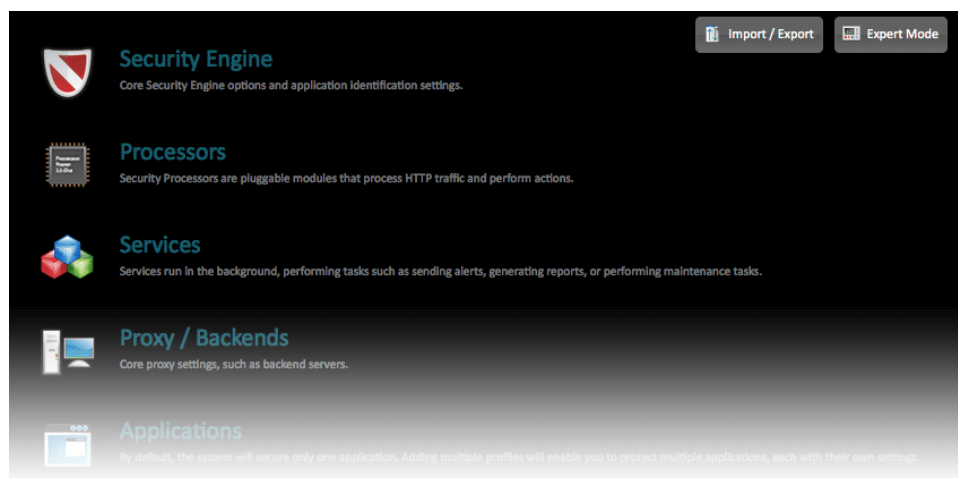 Import / Export
Expert Mode
Security Engine
Core Security Engine options and application identification settings.
Processors
Security Processors are pluggable modules that process HTTP traffic and perform actions.
Services
Services run in the background, performing tasks such as sending alerts, generating reports, or performing maintenance tasks.
Proxy / Backends
Core proxy settings, such as backend servers.
Applications
By default, the system will secure only one application. Adding multiple profiles will enable you to protect multiple applications, each with their own settings.